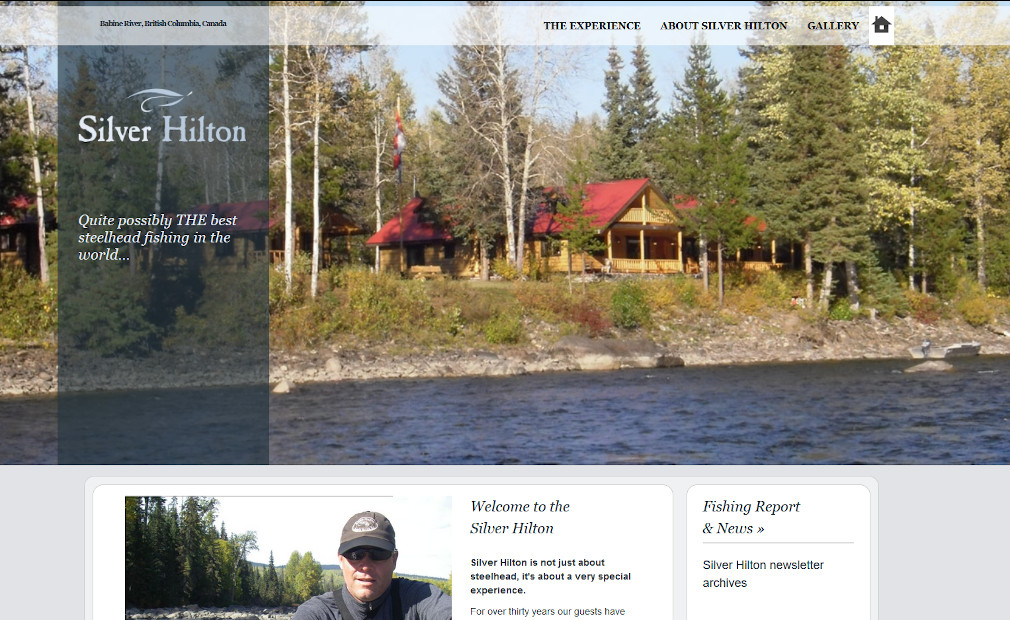 Babine River, British Columbia, Canada
THE EXPERIENCE ABOUT SILVER HILTON GALLERY
Silver Hilton
Quite possibly THE best
steelhead fishing in the
world...
Welcome to the
Silver Hilton
Silver Hilton is not just about
steelhead, it's about a very special
experience.
For over thirty years our guests have
Fishing Report
& News »
Silver Hilton newsletter
archives